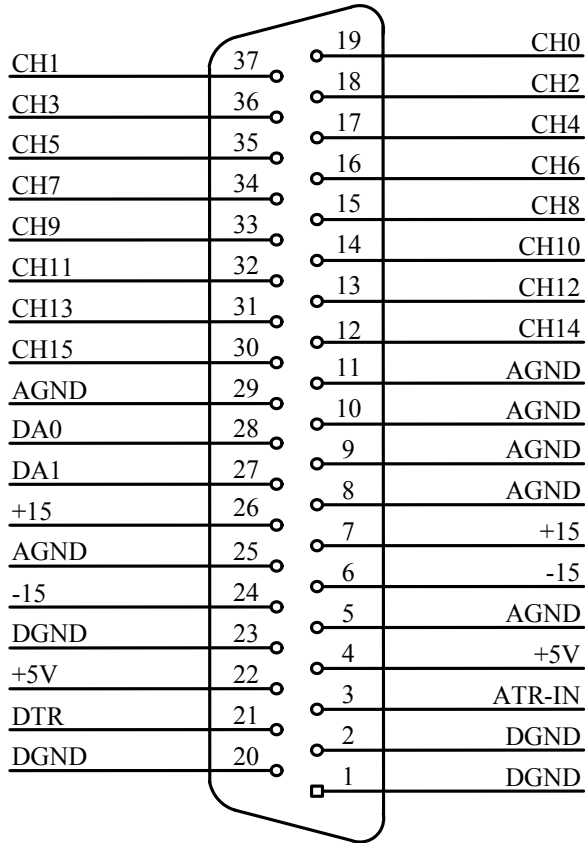 19 CH0
CH1 37
18 CH2
CH3 36
17 CH4
CH5 35
16 CH6
CH7 34
15 CH8
CH9 33
14 CH10
CH11 32
13 CH12
CH13 31
12 CH14
CH15 30
11 AGND
AGND 29
10 AGND
DA0 28
9 AGND
DA1 27
8 AGND
+15 26
7 +15
AGND 25
6 -15
-15 24
5 AGND
DGND 23
4 +5V
+5V 22
3 ATR-IN
DTR 21
2 DGND
DGND 20
1 DGND